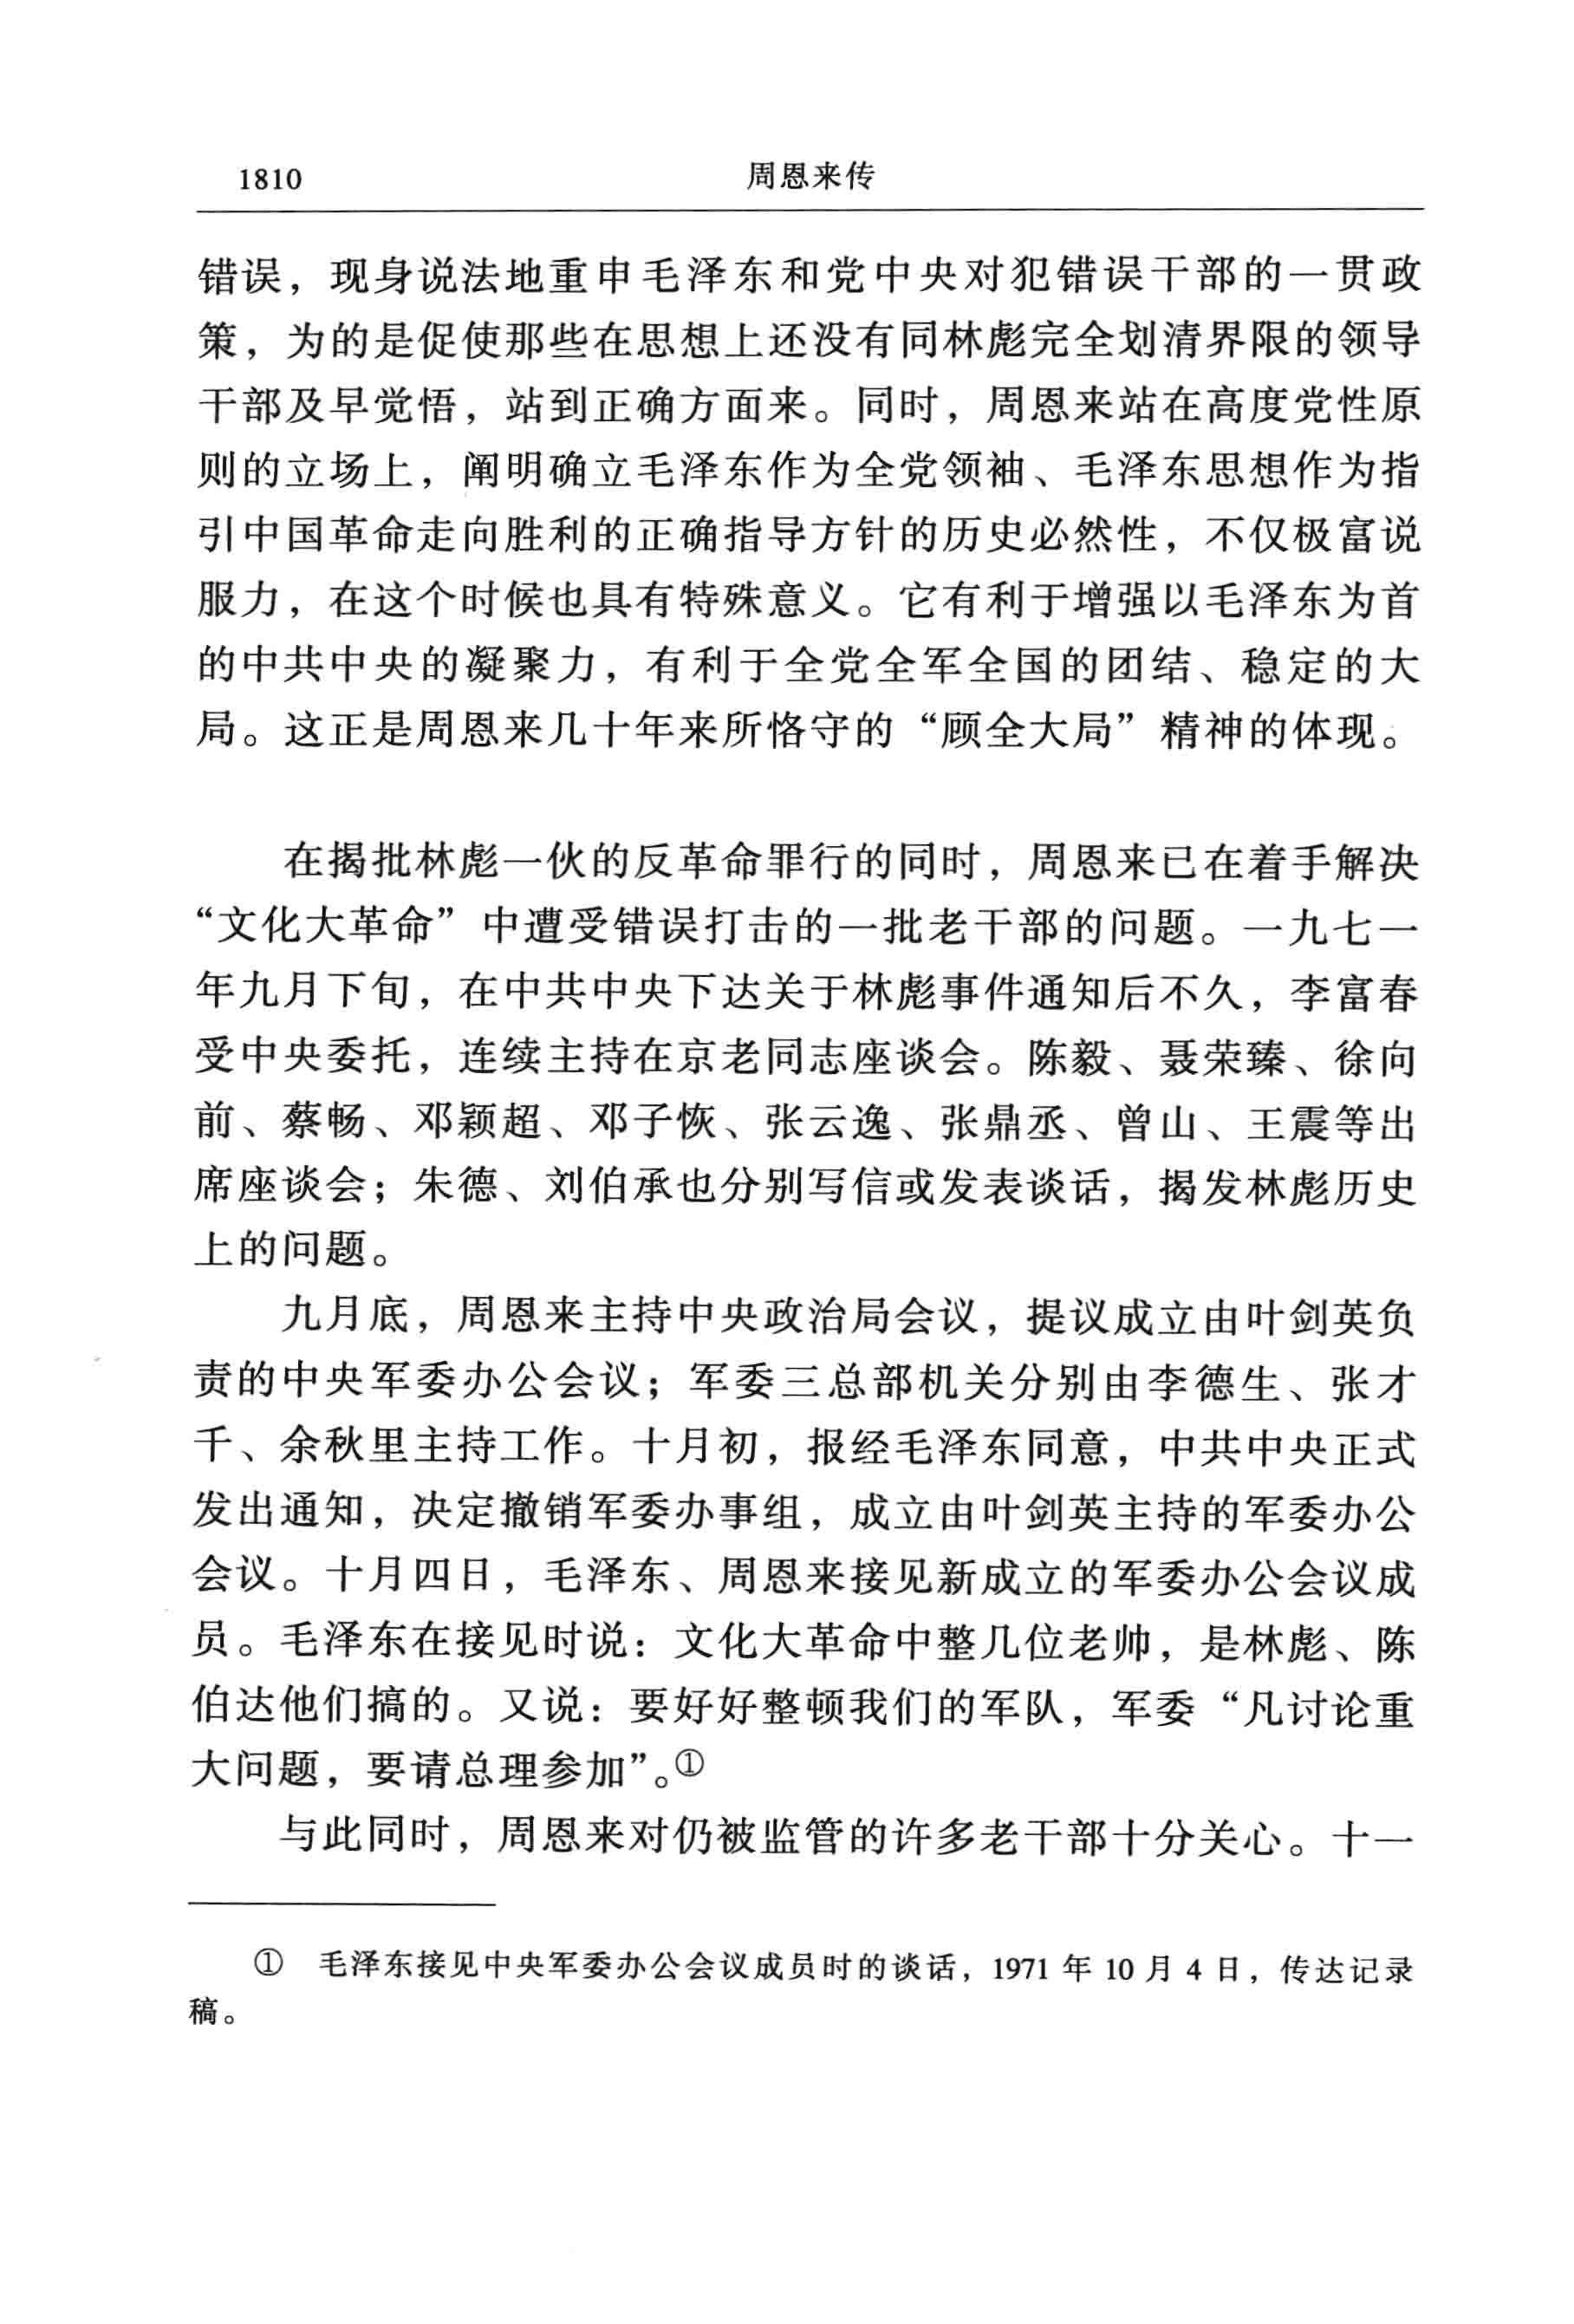 1810
周恩来传
错误，现身说法地重申毛泽东和党中央对犯错误干部的一贯政
策，为的是促使那些在思想上还没有同林彪完全划清界限的领导
干部及早觉悟，站到正确方面来。同时，周恩来站在高度党性原
则的立场上，阐明确立毛泽东作为全党领袖、毛泽东思想作为指
引中国革命走向胜利的正确指导方针的历史必然性，不仅极富说
服力，在这个时候也具有特殊意义。它有利于增强以毛泽东为首
的中共中央的凝聚力，有利于全党全军全国的团结、稳定的大
局。这正是周恩来几十年来所恪守的“顾全大局”精神的体现。
在揭批林彪一伙的反革命罪行的同时，周恩来已在着手解决
“文化大革命”中遭受错误打击的一批老干部的问题。一九七一
年九月下旬，在中共中央下达关于林彪事件通知后不久，李富春
受中央委托，连续主持在京老同志座谈会。陈毅、聂荣臻、徐向
前、蔡畅、邓颖超、邓子恢、张云逸、张鼎丞、曾山、王震等出
席座谈会；朱德、刘伯承也分别写信或发表谈话，揭发林彪历史
上的问题。
九月底，周恩来主持中央政治局会议，提议成立由叶剑英负
责的中央军委办公会议；军委三总部机关分别由李德生、张才
千、余秋里主持工作。十月初，报经毛泽东同意，中共中央正式
发出通知，决定撤销军委办事组，成立由叶剑英主持的军委办公
会议。十月四日，毛泽东、周恩来接见新成立的军委办公会议成
员。毛泽东在接见时说：文化大革命中整几位老帅，是林彪、陈
伯达他们搞的。又说：要好好整顿我们的军队，军委“凡讨论重
大问题，要请总理参加”。①
与此同时，周恩来对仍被监管的许多老干部十分关心。十一
① 毛泽东接见中央军委办公会议成员时的谈话，1971 年 10 月 4 日，传达记录
稿。